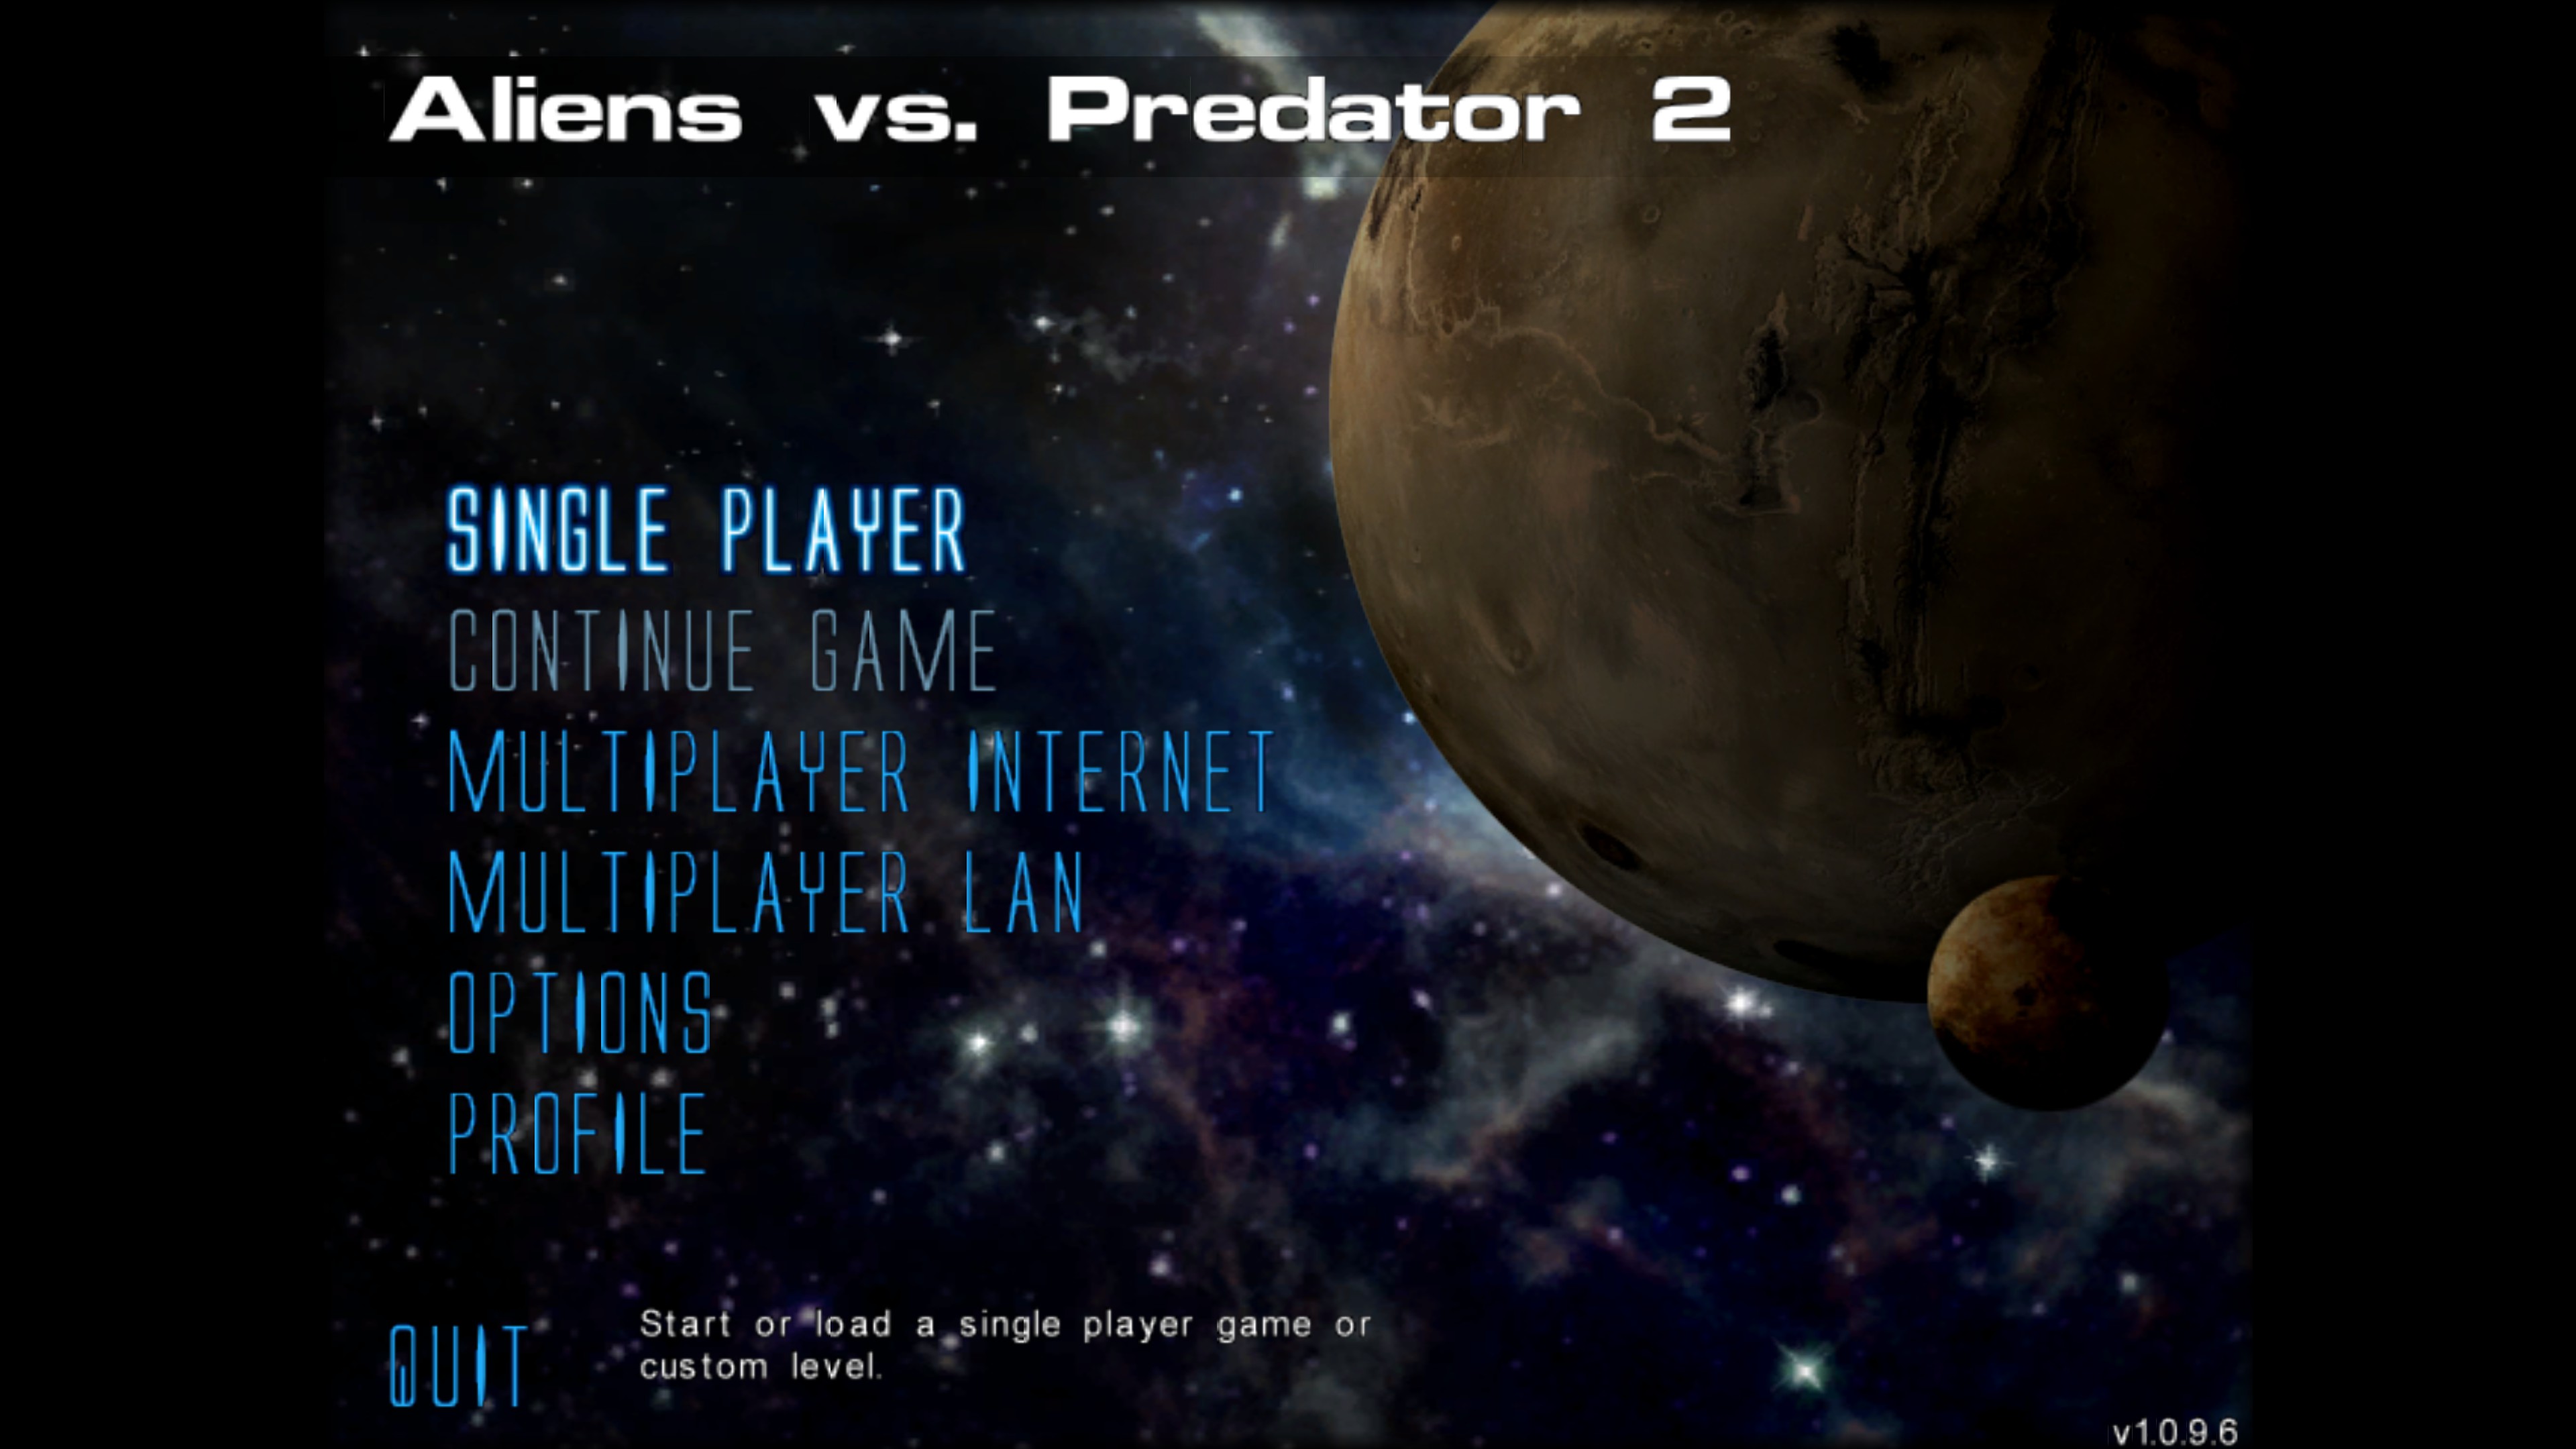 Aliens vs. Predator 2
SINGLE PLAYER
CONTINUE GAME
MULTIPLAYER INTERNET
MULTIPLAYER LAN
OPTIONS
PROFILE
QUIT
Start or load a single player game or
custom level.
v1.0.9.6